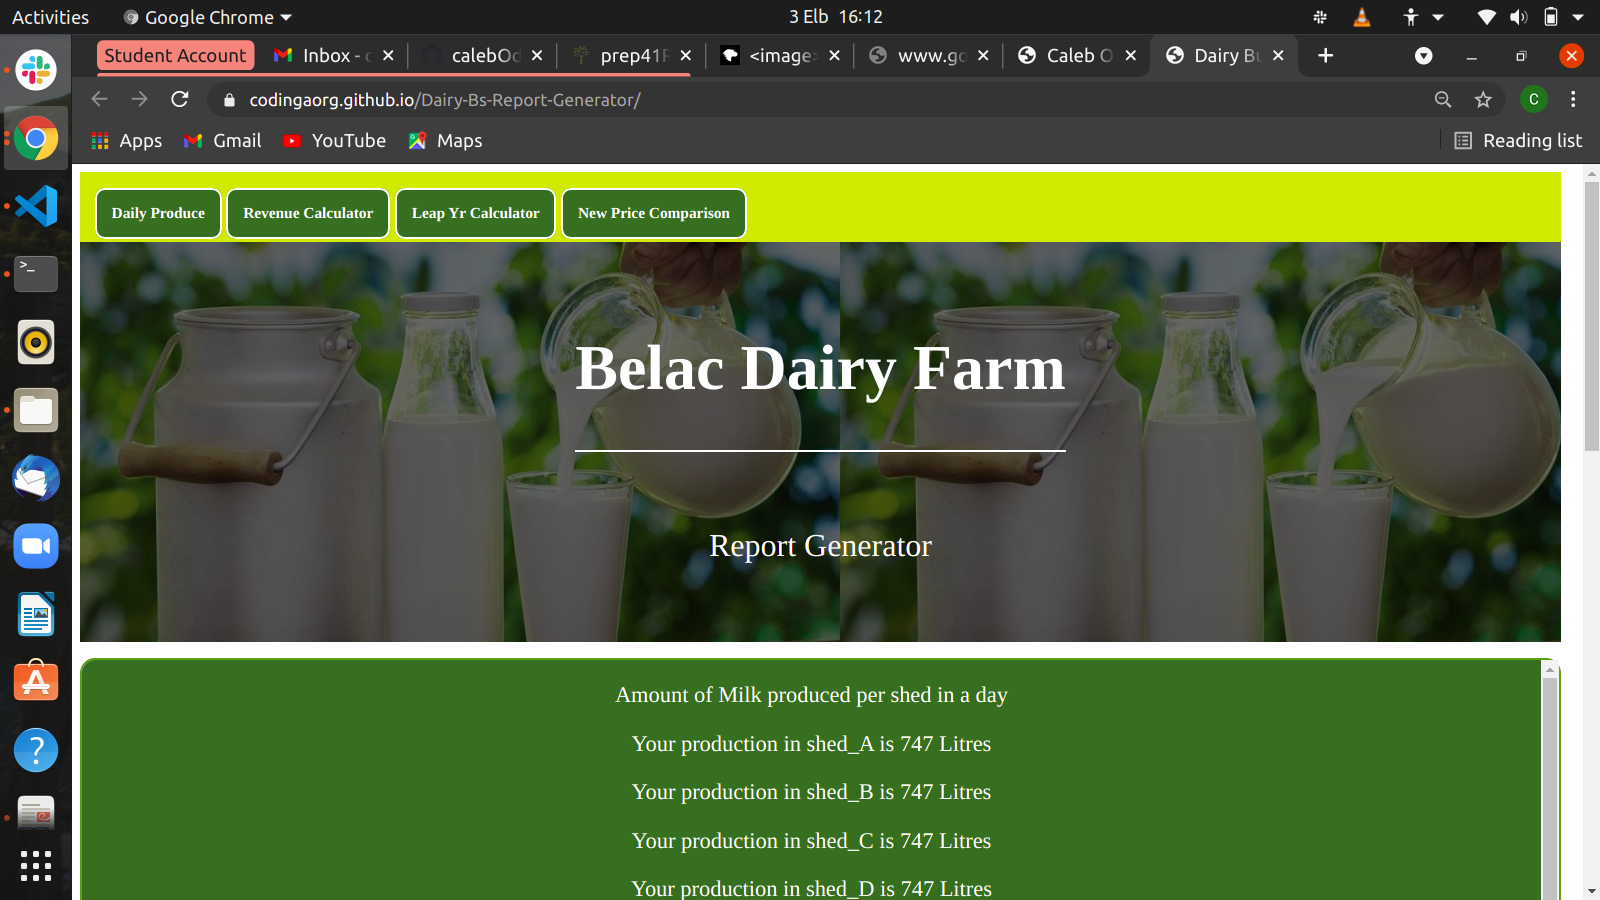 Activities Google Chrome 3 Elb 16:12
Student Account Inbox - calebOd prep41 <image> www.go Caleb O Dairy B
codingaorg.github.io/Dairy-Bs-Report-Generator/ C
Apps Gmail YouTube Maps Reading list
Daily Produce Revenue Calculator Leap Yr Calculator New Price Comparison
Belac Dairy Farm
Report Generator
Amount of Milk produced per shed in a day
Your production in shed_A is 747 Litres
Your production in shed_B is 747 Litres
Your production in shed_C is 747 Litres
Your production in shed_D is 747 Litres